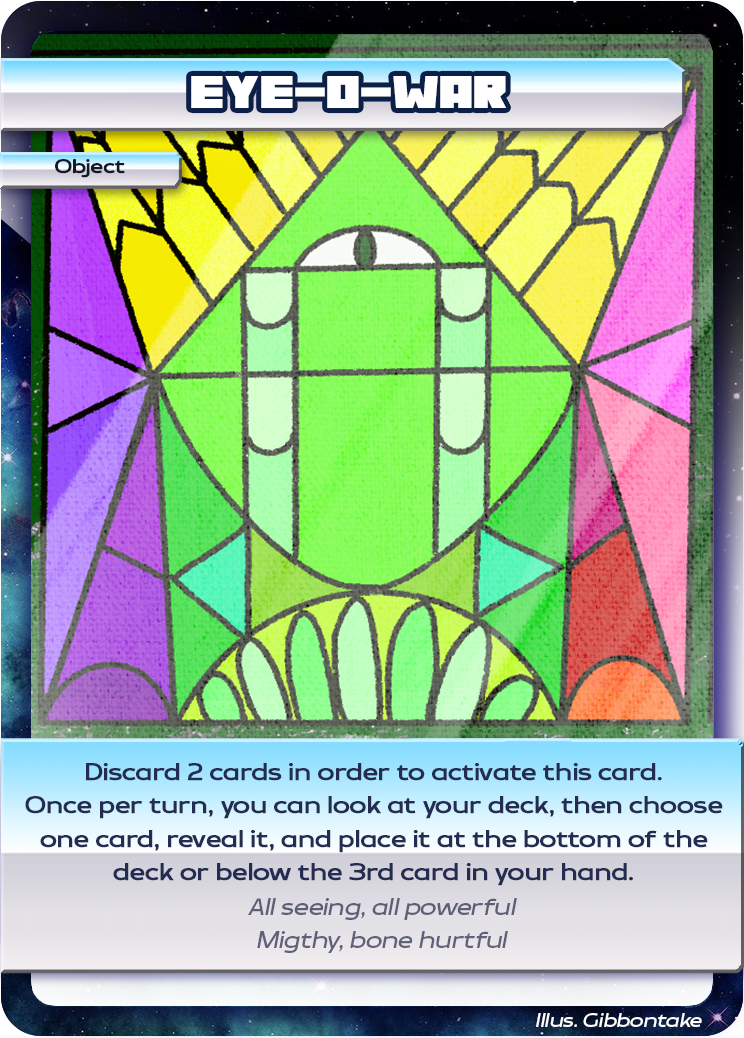 EYE-O-WAR
Object
Discard 2 cards in order to activate this card.
Once per turn, you can look at your deck, then choose
one card, reveal it, and place it at the bottom of the
deck or below the 3rd card in your hand.
All seeing, all powerful
Migthy, bone hurtful
Illus. Gibbontake